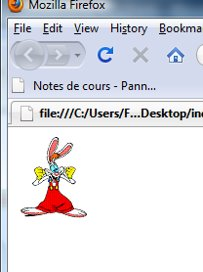 Mozilla Firefox
File Edit View History Bookma
Notes de cours - Pann...
file:///C:/Users/F...Desktop/in